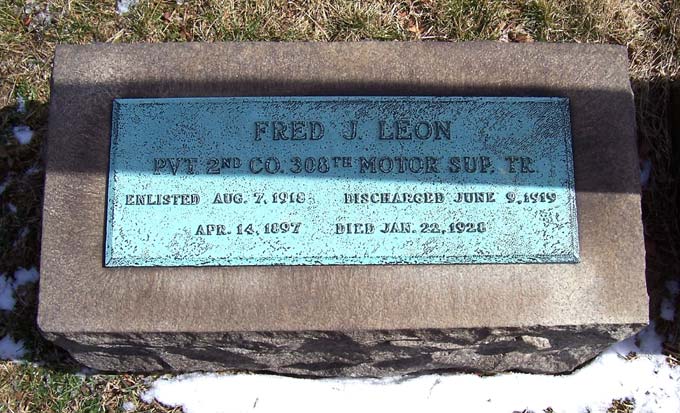 FRED J. LEON
PVT 2ND CO. 308TH MOTOR SUP. TR.
ENLISTED AUG. 7, 1918 DISCHARGED JUNE 9, 1919
APR. 14, 1897 DIED JAN. 22, 1928